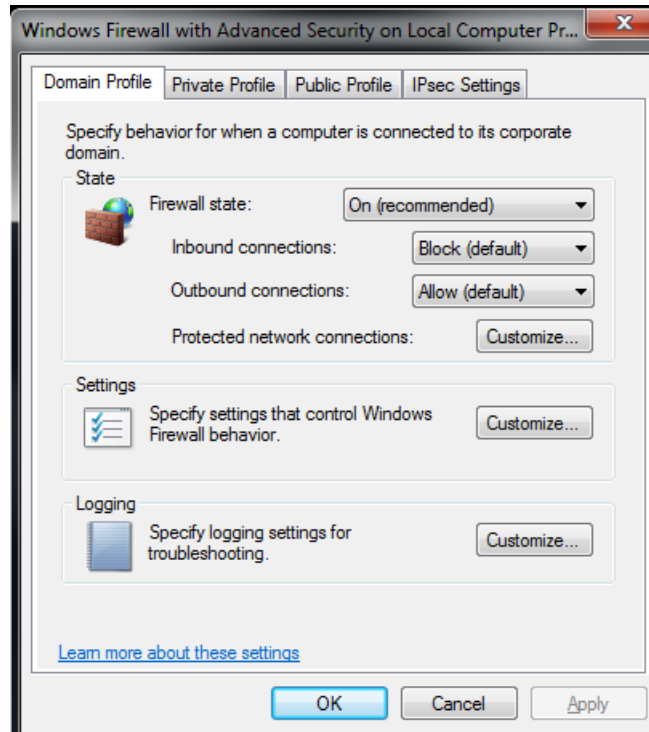 Windows Firewall with Advanced Security on Local Computer Pr...
Domain Profile
Private Profile
Public Profile
IPsec Settings
Specify behavior for when a computer is connected to its corporate
domain.
State
Firewall state:
On (recommended)
Inbound connections:
Block (default)
Outbound connections:
Allow (default)
Protected network connections:
Customize...
Settings
Specify settings that control Windows
Firewall behavior.
Customize...
Logging
Specify logging settings for
troubleshooting.
Customize...
Learn more about these settings
OK
Cancel
Apply